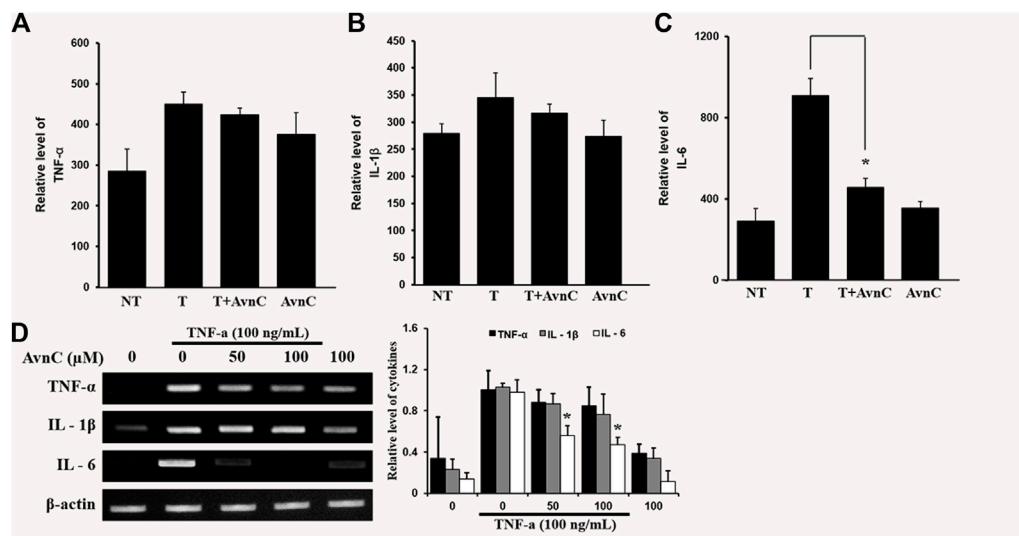 A
Relative level of
TNF-α
600
500
400
300
200
100
0
NT T T+AvnC AvnC
B
Relative level of
IL-1β
450
400
350
300
250
200
150
100
50
0
NT T T+AvnC AvnC
C
Relative level of
IL-6
1200
800
400
0
*
NT T T+AvnC AvnC
D
TNF-a (100 ng/mL)
AvnC (µM) 0 0 50 100 100
TNF-α
IL - 1β
IL - 6
β-actin
Relative level of cytokines
1.6
1.2
0.8
0.4
0
TNF-α IL - 1β IL - 6
* *
0 0 50 100 100
TNF-a (100 ng/mL)